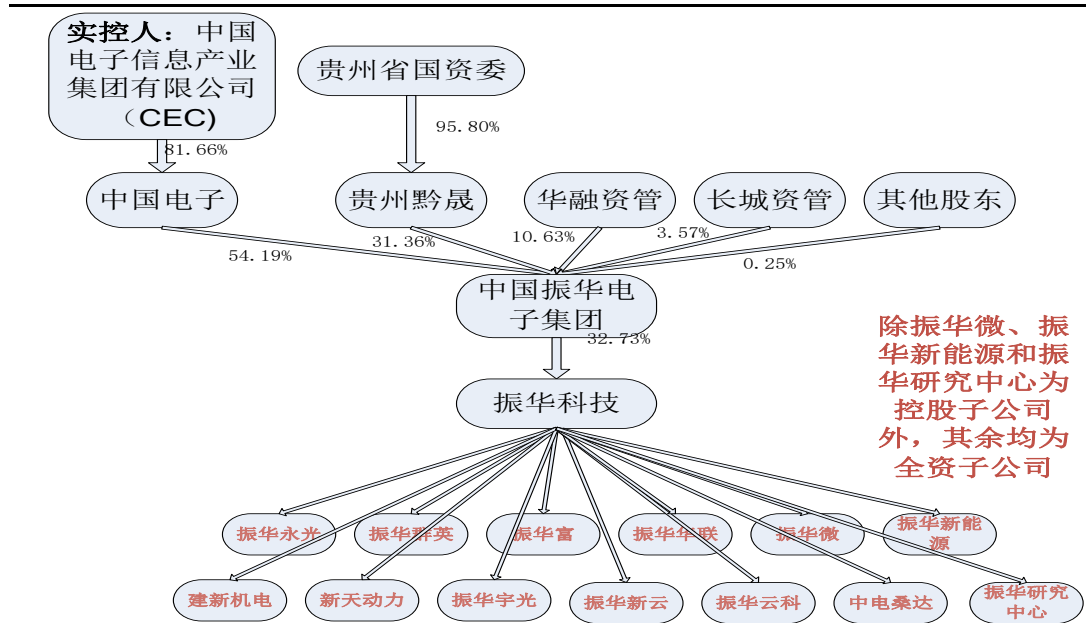 实控人：中国
电子信息产业
集团有限公司
（CEC)
贵州省国资委
95.80%
81.66%
中国电子
贵州黔晟
华融资管
长城资管
其他股东
54.19%
31.36%
10.63%
3.57%
0.25%
中国振华电
子集团
32.73%
除振华微、振
华新能源和振
华研究中心为
控股子公司
外，其余均为
全资子公司
振华科技
振华永光
振华群英
振华富
振华华联
振华微
振华新能
源
建新机电
新天动力
振华宇光
振华新云
振华云科
中电桑达
振华研究
中心